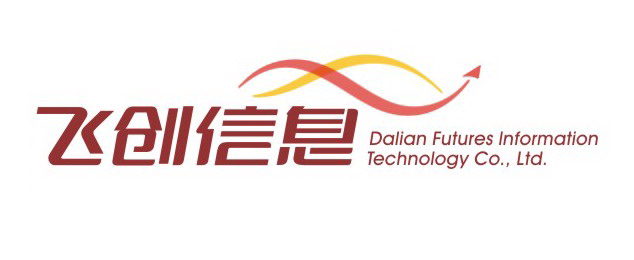 飞创信息
Dalian Futures Information
Technology Co., Ltd.